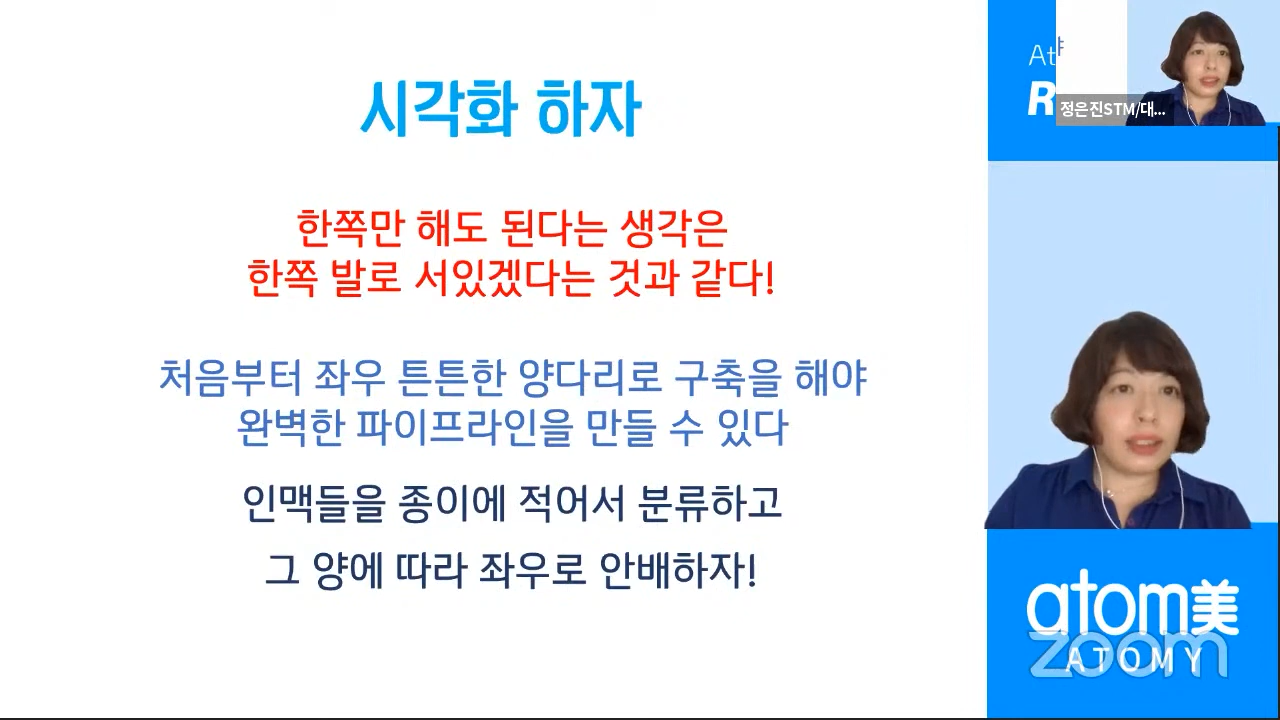 시각화 하자
한쪽만 해도 된다는 생각은
한쪽 발로 서있겠다는 것과 같다!
처음부터 좌우 튼튼한 양다리로 구축을 해야
완벽한 파이프라인을 만들 수 있다
인맥들을 종이에 적어서 분류하고
그 양에 따라 좌우로 안배하자!
At
R
정은진STM/대...
atom美
zoom
ATOMY